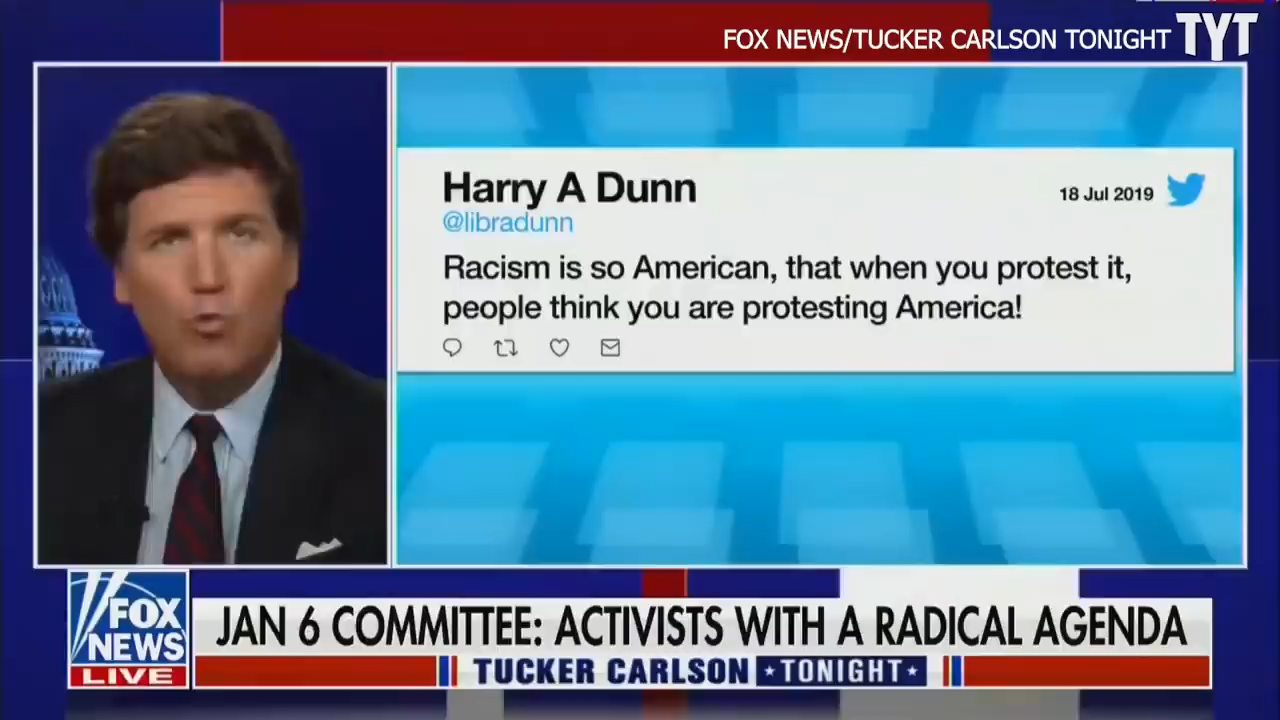 FOX NEWS/TUCKER CARLSON TONIGHT TYT
Harry A Dunn
18 Jul 2019
@libradunn
Racism is so American, that when you protest it,
people think you are protesting America!
FOX
NEWS
LIVE
JAN 6 COMMITTEE: ACTIVISTS WITH A RADICAL AGENDA
TUCKER CARLSON TONIGHT